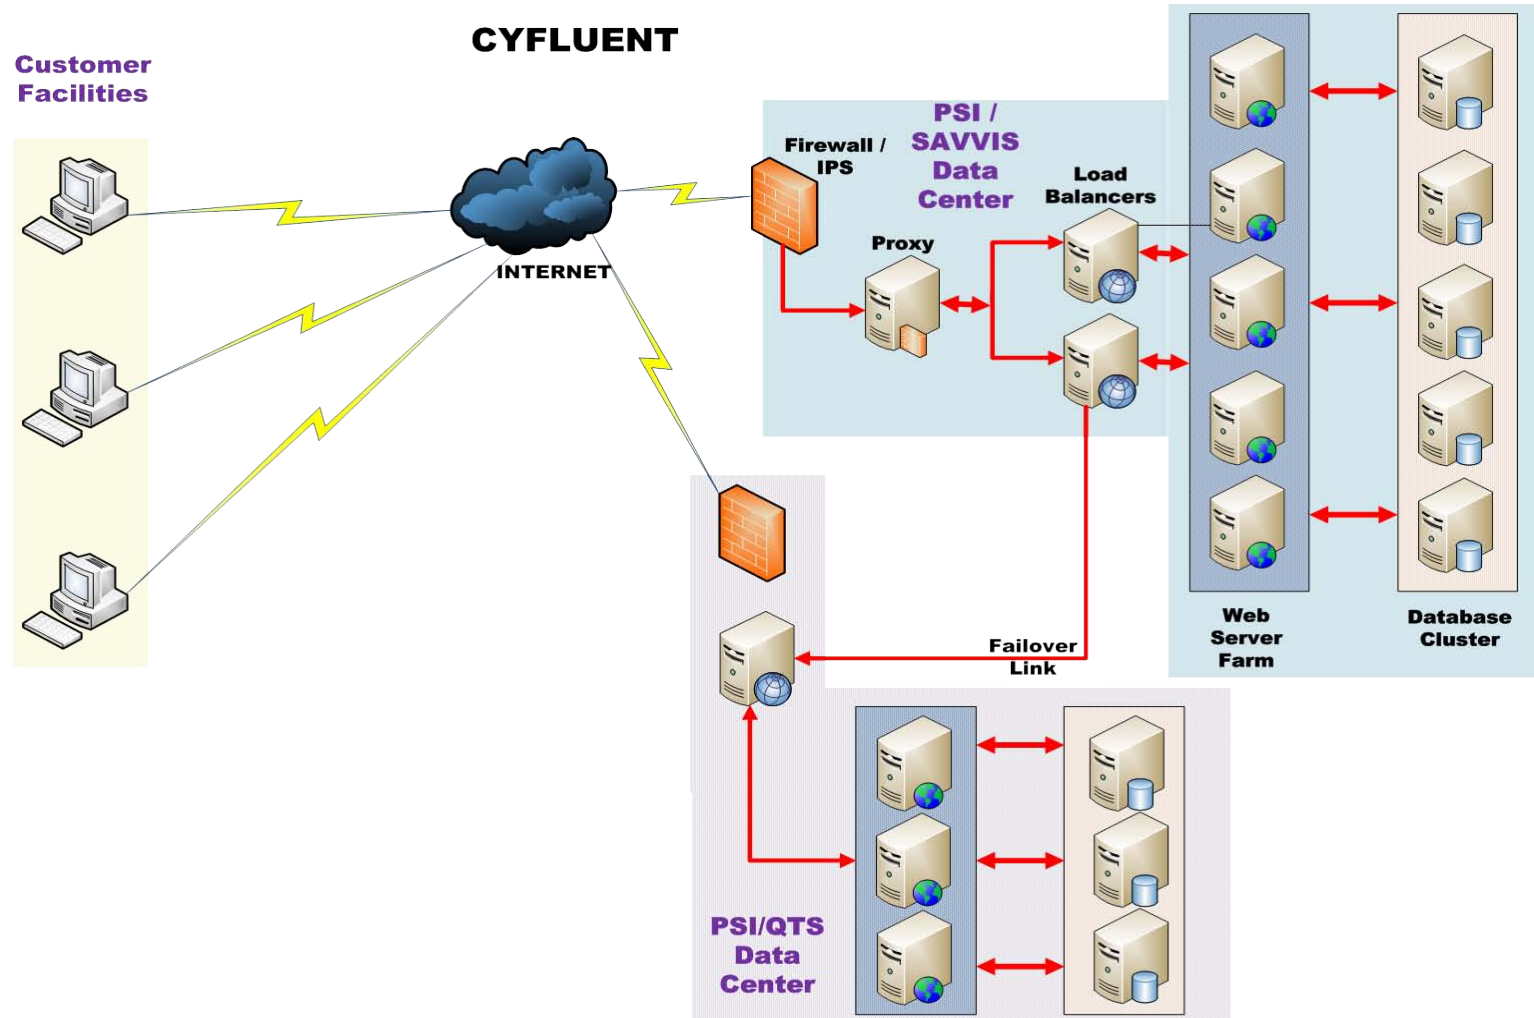 CYFLUENT
Customer
Facilities
PSI /
SAVVIS
Data
Center
Firewall /
IPS
Load
Balancers
Proxy
INTERNET
Web
Server
Farm
Database
Cluster
Failover
Link
PSI/QTS
Data
Center